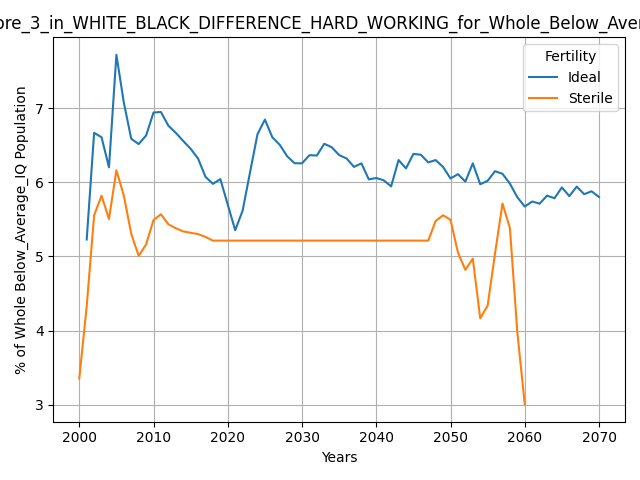 ore_3_in_WHITE_BLACK_DIFFERENCE_HARD_WORKING_for_Whole_Below_Aver
Fertility
Ideal
Sterile
% of Whole Below_Average_IQ Population
7
6
5
4
3
2000 2010 2020 2030 2040 2050 2060 2070
Years